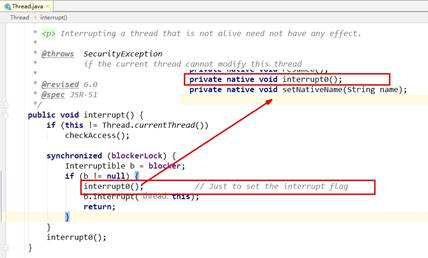 Thread.java ×
Thread › interrupt()
* <p> Interrupting a thread that is not alive need not have any effect.
*
* @throws SecurityException
* if the current thread cannot modify this thread
*
private native void interrupt0();
* @revised 6.0
private native void setNativeName(String name);
* @spec JSR-51
*/
public void interrupt() {
if (this != Thread.currentThread())
checkAccess();
synchronized (blockerLock) {
Interruptible b = blocker;
if (b != null) {
interrupt0(); // Just to set the interrupt flag
b.interrupt( thread: this);
return;
}
}
interrupt0();
}